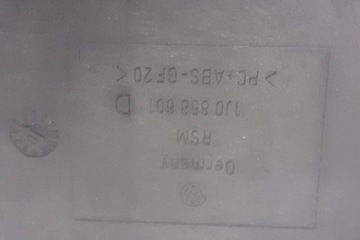 Germany
RSM
1J0 858 601 D
>PC+ABS-GF20<